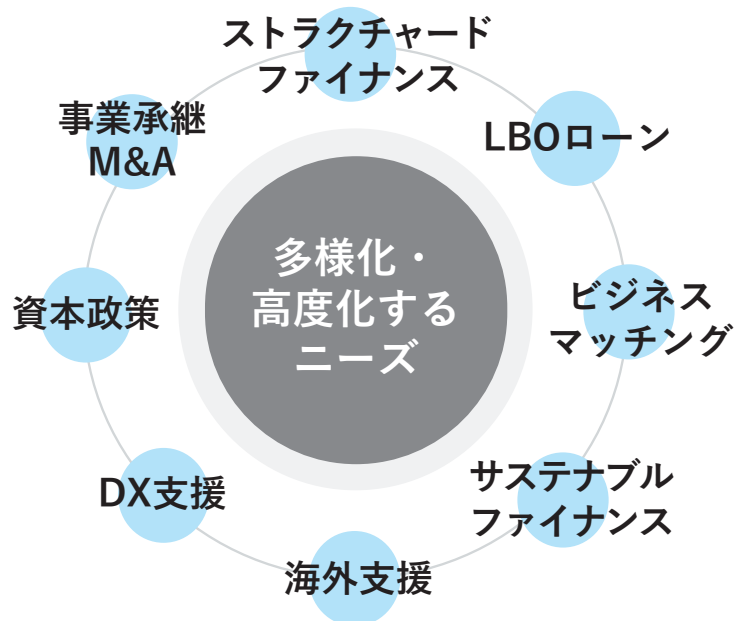 ストラクチャード
ファイナンス
LBOローン
ビジネス
マッチング
サステナブル
ファイナンス
海外支援
DX支援
資本政策
事業承継
M&A
多様化・
高度化する
ニーズ